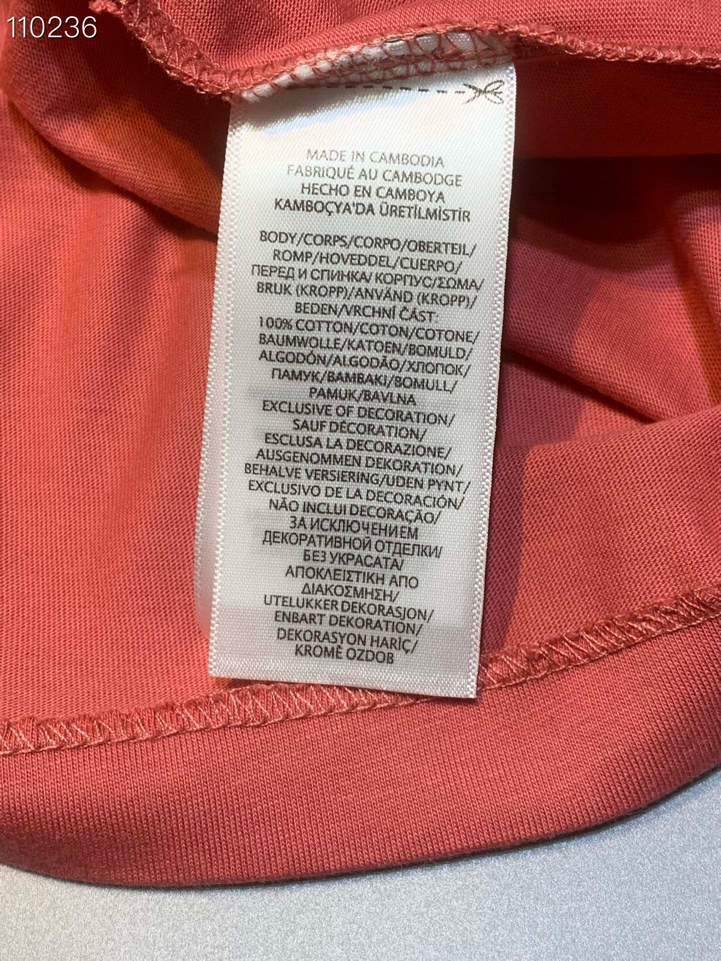 110236
MADE IN CAMBODIA
FABRIQUÉ AU CAMBODGE
HECHO EN CAMBOYA
KAMBOÇYA'DA ÜRETİLMİSTİR
BODY/CORPS/CORPO/OBERTEIL/
ROMP/HOVEDDEL/CUERPO/
ПЕРЕД И СПИНКА/ КОРПУС/ΣΩΜΑ/
BRUK (KROPP)/ANVÄND (KROPP)/
BEDEN/VRCHNÍ ČÁST:
100% COTTON/COTON/COTONE/
BAUMWOLLE/KATOEN/BOMULD/
ALGODÓN/ALGODÃO/ХЛОПОК/
ПАМУК/ΒΑΜΒΑΚΙ/BOMULL/
PAMUK/BAVLNA
EXCLUSIVE OF DECORATION/
SAUF DÉCORATION/
ESCLUSA LA DECORAZIONE/
AUSGENOMMEN DEKORATION/
BEHALVE VERSIERING/UDEN PYNT/
EXCLUSIVO DE LA DECORACIÓN/
NÃO INCLUI DECORAÇÃO/
ЗА ИСКЛЮЧЕНИЕМ
ДЕКОРАТИВНОЙ ОТДЕЛКИ/
БЕЗ УКРАСАТА/
ΑΠΟΚΛΕΙΣΤΙΚΗ ΑΠΟ
ΔΙΑΚΟΣΜΗΣΗ/
UTELUKKER DEKORASJON/
ENBART DEKORATION/
DEKORASYON HARİÇ/
KROMĚ OZDOB